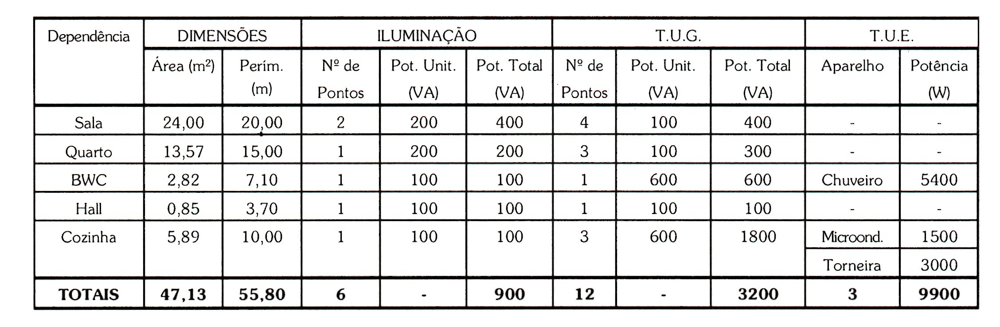 Dependência DIMENSÕES ILUMINAÇÃO T.U.G. T.U.E.
Área (m²) Perím. (m) Nº de Pontos Pot. Unit. (VA) Pot. Total (VA) Nº de Pontos Pot. Unit. (VA) Pot. Total (VA) Aparelho Potência (W)
Sala 24,00 20,00 2 200 400 4 100 400 - -
Quarto 13,57 15,00 1 200 200 3 100 300 - -
BWC 2,82 7,10 1 100 100 1 600 600 Chuveiro 5400
Hall 0,85 3,70 1 100 100 1 100 100 - -
Cozinha 5,89 10,00 1 100 100 3 600 1800 Microond. 1500
Torneira 3000
TOTAIS 47,13 55,80 6 - 900 12 - 3200 3 9900